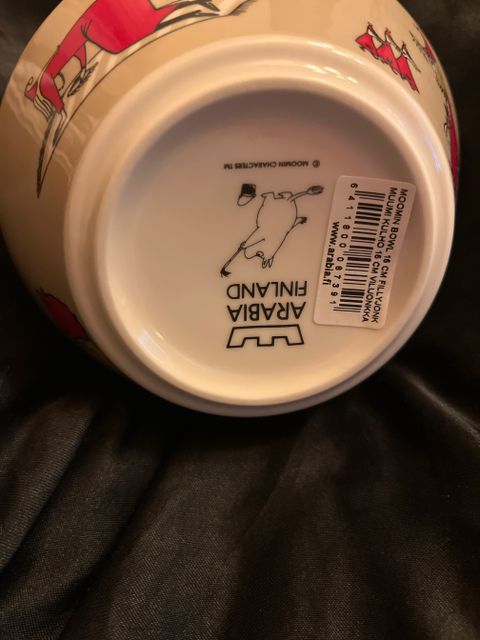 © MOOMIN CHARACTERS TM
ARABIA
FINLAND
MOOMIN BOWL 16 CM FILLYJONK
MUUMI KULHO 16 CM VILIJONKKA
6 411800 087391
www.arabia.fi